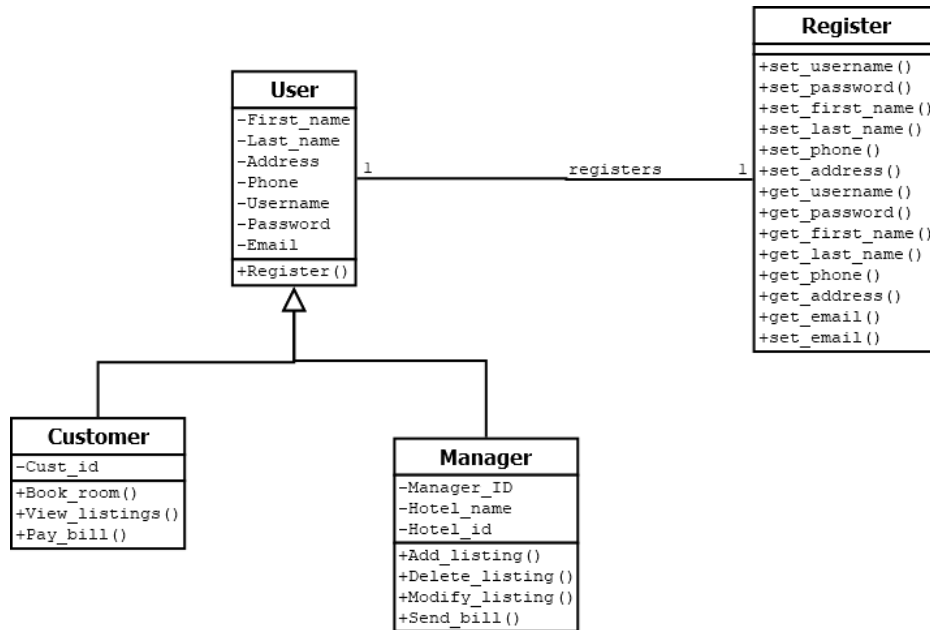 Register
+set_username()
+set_password()
+set_first_name()
+set_last_name()
+set_phone()
+set_address()
+get_username()
+get_password()
+get_first_name()
+get_last_name()
+get_phone()
+get_address()
+get_email()
+set_email()
User
-First_name
-Last_name
-Address
-Phone
-Username
-Password
-Email
+Register()
1 registers 1
Customer
-Cust_id
+Book_room()
+View_listings()
+Pay_bill()
Manager
-Manager_ID
-Hotel_name
-Hotel_id
+Add_listing()
+Delete_listing()
+Modify_listing()
+Send_bill()